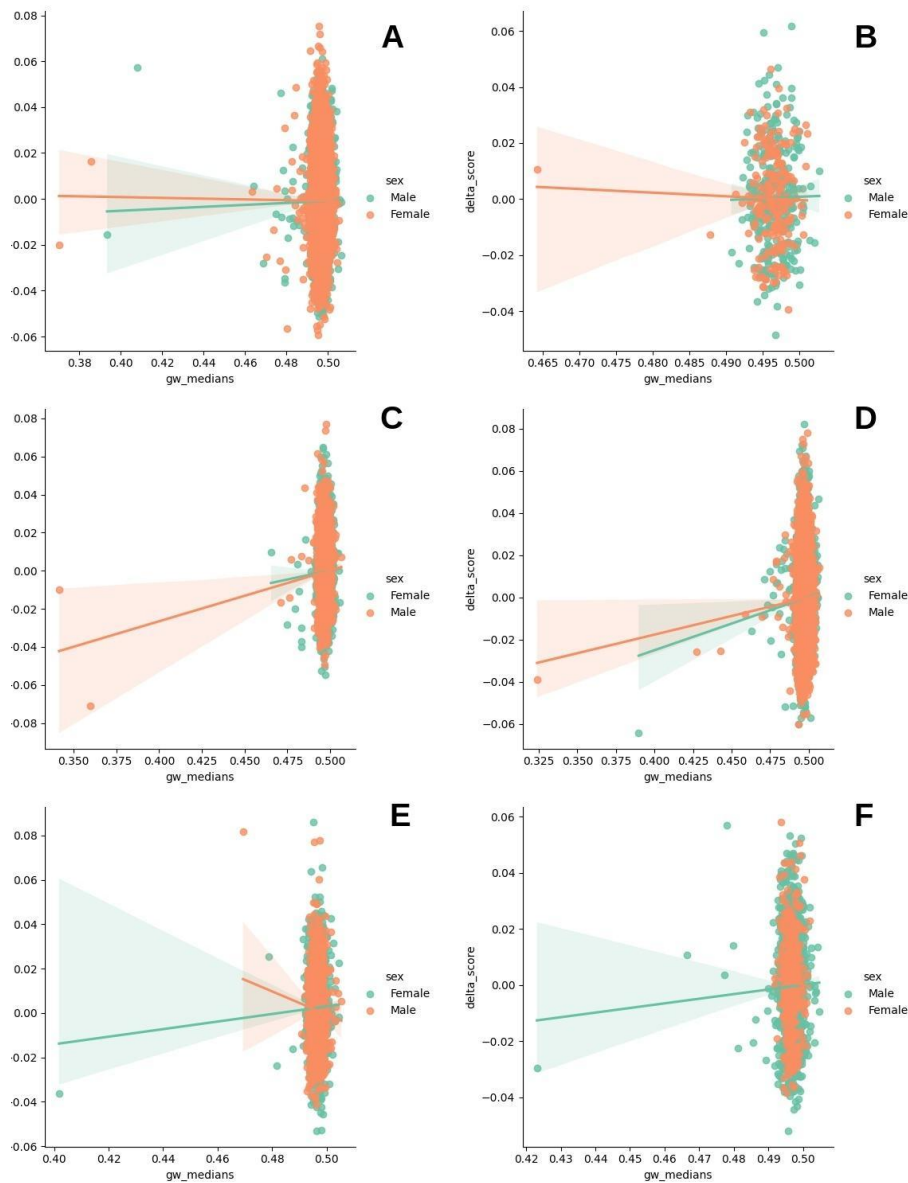 A
0.08
0.06
0.04
0.02
0.00
-0.02
-0.04
0.06
0.38 0.40 0.42 0.44 0.46 0.48 0.50
gw_medians
sex
Male
Female
B
0.06
0.04
0.02
0.00
−0.02
−0.04
delta_score
0.465 0.470 0.475 0.480 0.485 0.490 0.495 0.500
gw_medians
sex
Male
Female
C
0.08
0.06
0.04
0.02
0.00
0.02
0.04
0.06
0.08
0.350 0.375 0.400 0.425 0.450 0.475 0.500
gw_medians
sex
Female
Male
D
0.08
0.06
0.04
0.02
0.00
−0.02
−0.04
−0.06
delta_score
0.325 0.350 0.375 0.400 0.425 0.450 0.475 0.500
gw_medians
sex
Female
Male
E
0.08
0.06
0.04
0.02
0.00
0.02
0.04
0.06
0.40 0.42 0.44 0.46 0.48 0.50
gw_medians
sex
Female
Male
F
0.06
0.04
0.02
0.00
−0.02
−0.04
delta_score
0.42 0.43 0.44 0.45 0.46 0.47 0.48 0.49 0.50
gw_medians
sex
Male
Female